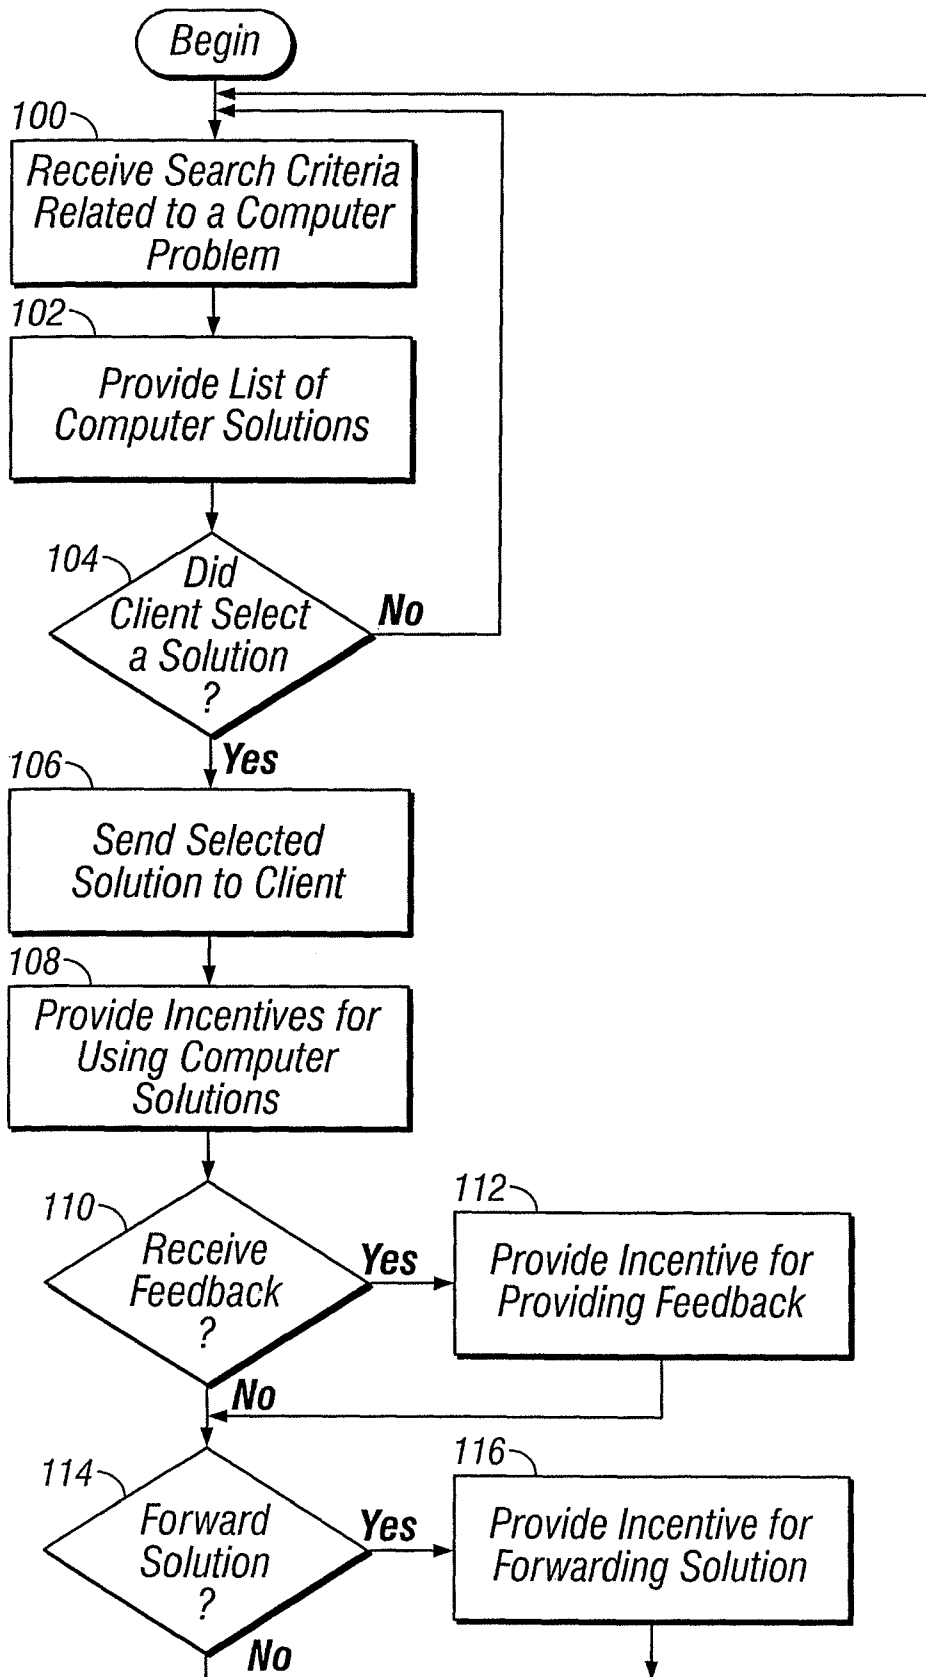 Begin
100
Receive Search Criteria
Related to a Computer
Problem
102
Provide List of
Computer Solutions
104
Did
Client Select
a Solution
?
No
Yes
106
Send Selected
Solution to Client
108
Provide Incentives for
Using Computer
Solutions
110
Receive
Feedback
?
Yes
112
Provide Incentive for
Providing Feedback
No
114
Forward
Solution
?
Yes
116
Provide Incentive for
Forwarding Solution
No